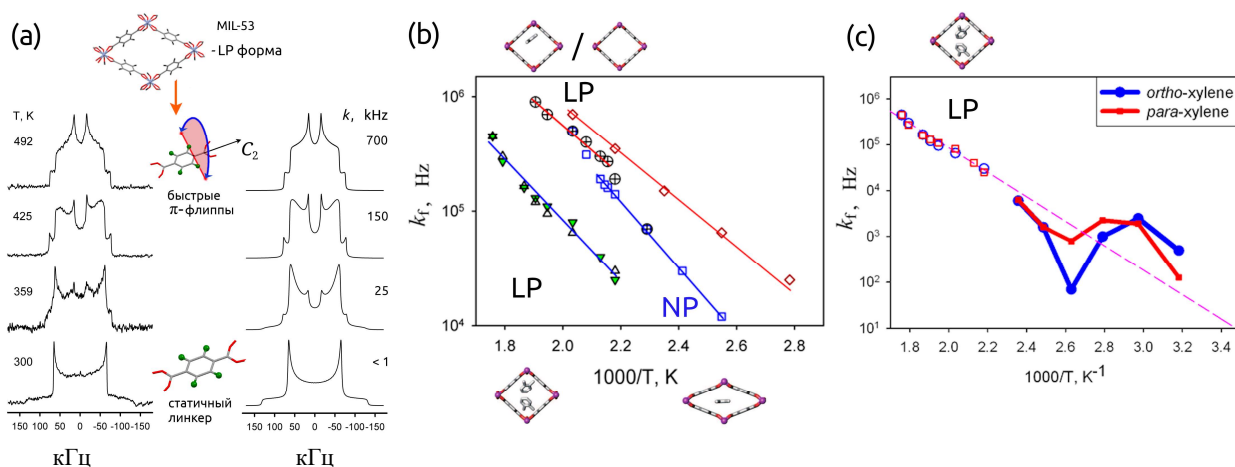 (a)
MIL-53
- LP форма
T, K
k, kHz
492
700
C2
быстрые
π-флиппы
425
150
359
25
300
< 1
статичный
линкер
150 100 50 0 -50 -100-150
150 100 50 0 -50 -100-150
кГц
кГц
(b)
/
LP
10^6
10^5
10^4
kf, Hz
LP
NP
1.8 2.0 2.2 2.4 2.6 2.8
1000/T, K
(c)
LP
ortho-xylene
para-xylene
10^6
10^5
10^4
10^3
10^2
10^1
kf, Hz
1.8 2.0 2.2 2.4 2.6 2.8 3.0 3.2 3.4
1000/T, K^-1